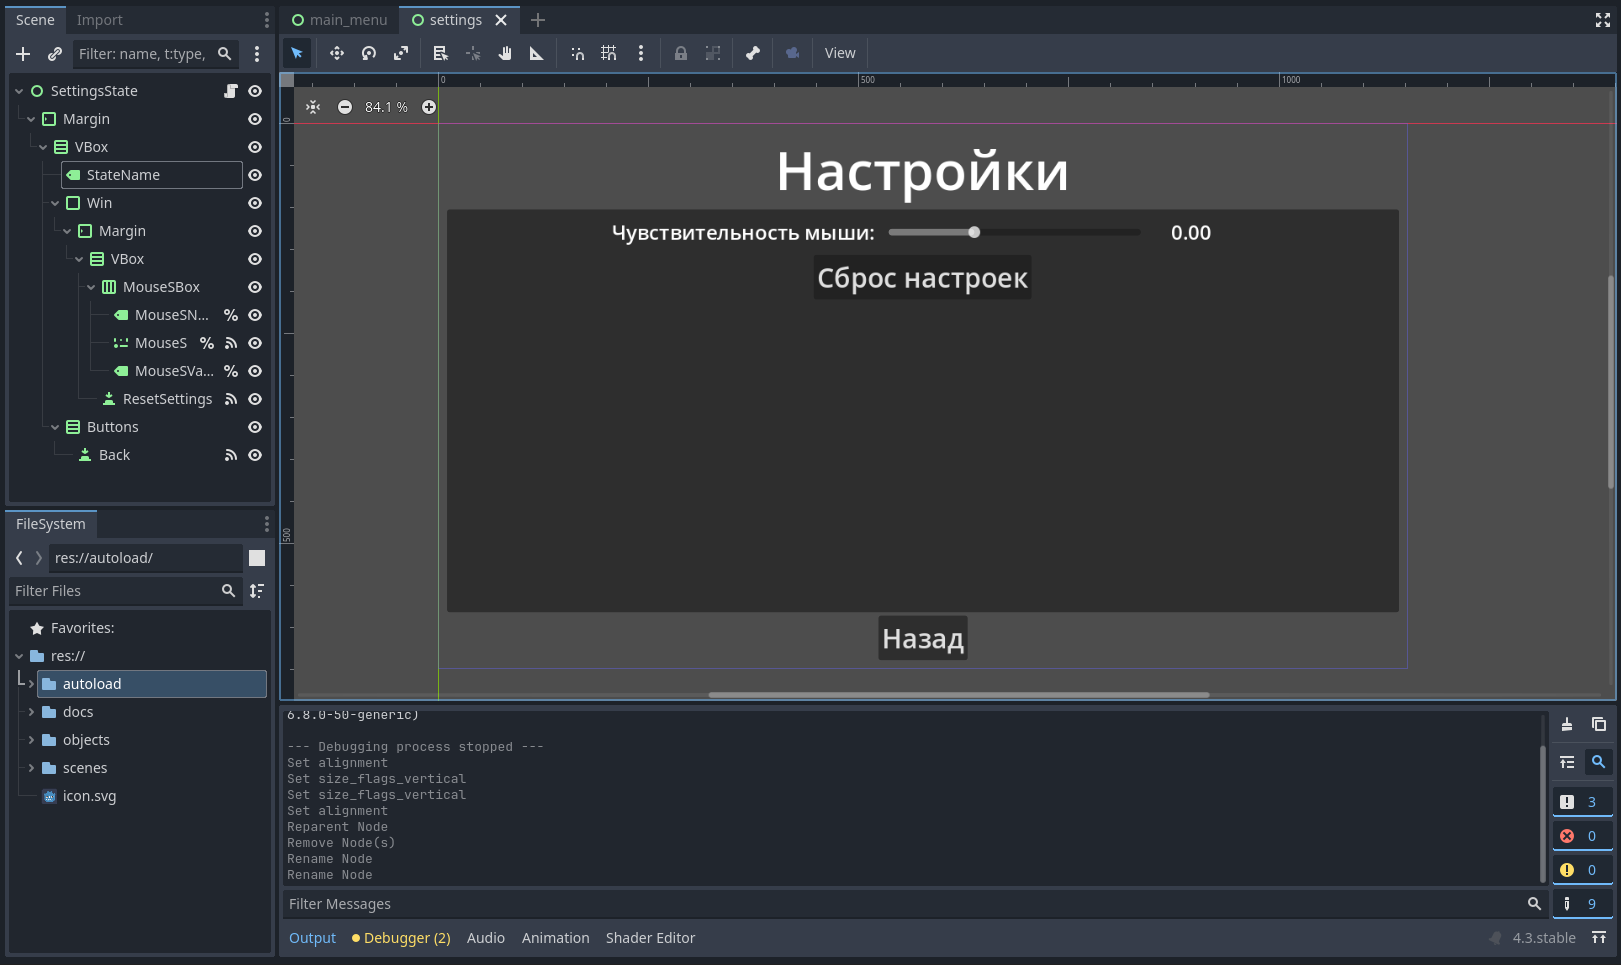 Scene
Import
main_menu
settings
Filter: name, t:type,
View
SettingsState
Margin
VBox
StateName
Win
Margin
VBox
MouseSBox
MouseSN...
MouseS
MouseSVa...
ResetSettings
Buttons
Back
0
500
1000
0
500
84.1 %
Настройки
Чувствительность мыши:
0.00
Сброс настроек
Назад
FileSystem
res://autoload/
Filter Files
Favorites:
res://
autoload
docs
objects
scenes
icon.svg
6.8.0-50-generic)
--- Debugging process stopped ---
Set alignment
Set size_flags_vertical
Set size_flags_vertical
Set alignment
Reparent Node
Remove Node(s)
Rename Node
Rename Node
3
0
0
9
Filter Messages
Output
Debugger (2)
Audio
Animation
Shader Editor
4.3.stable